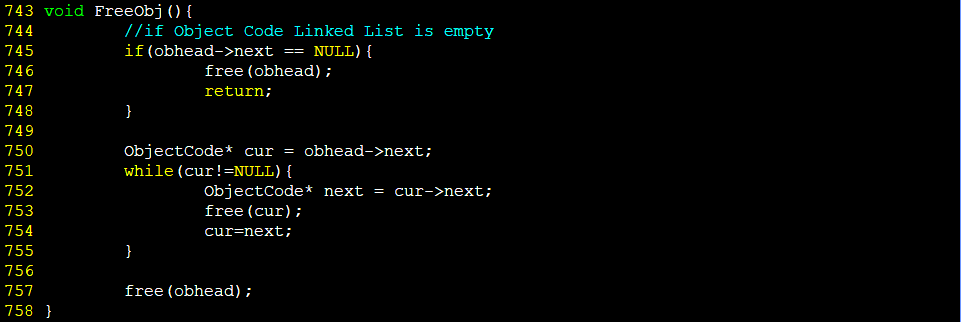 743 void FreeObj(){
744         //if Object Code Linked List is empty
745         if(obhead->next == NULL){
746                 free(obhead);
747                 return;
748         }
749
750         ObjectCode* cur = obhead->next;
751         while(cur!=NULL){
752                 ObjectCode* next = cur->next;
753                 free(cur);
754                 cur=next;
755         }
756
757         free(obhead);
758 }